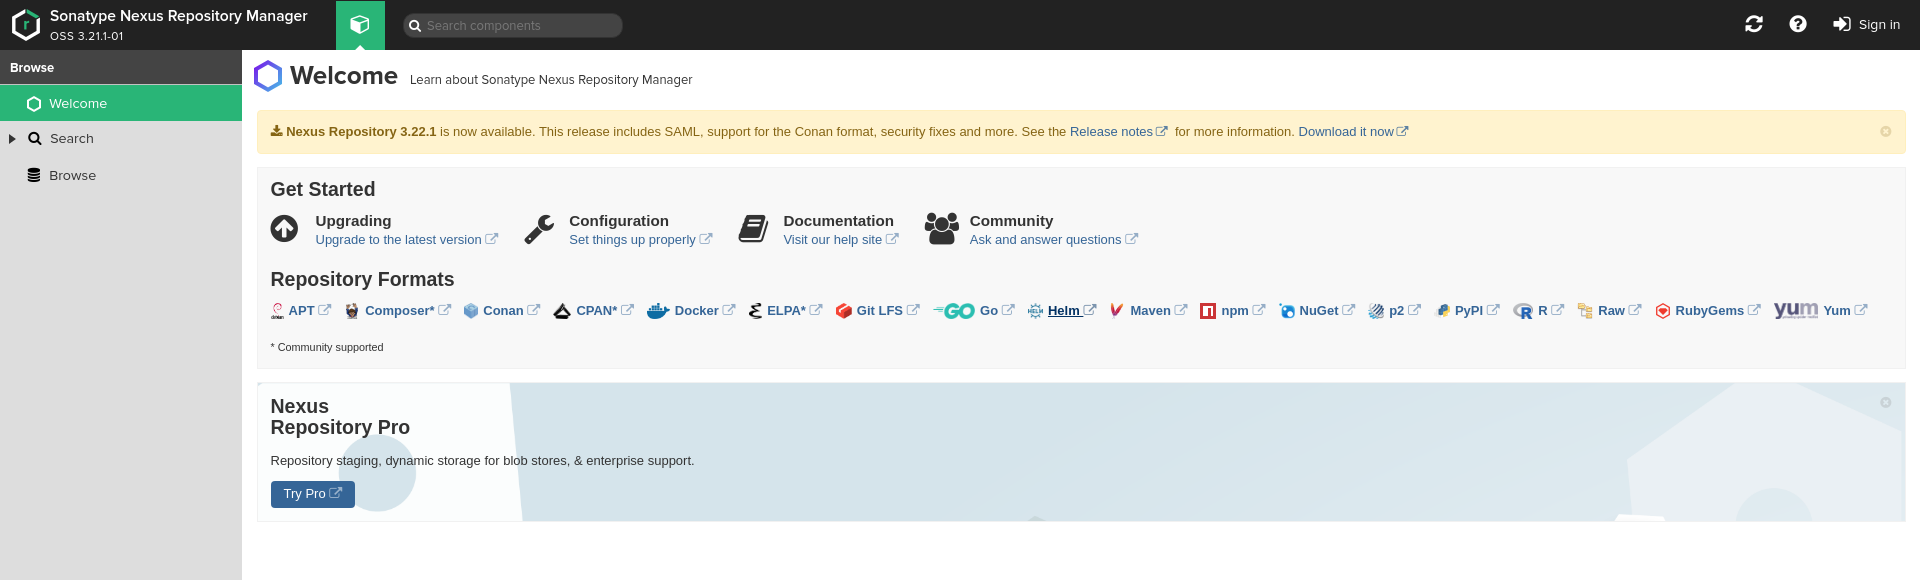 Sonatype Nexus Repository Manager
OSS 3.21.1-01
Search components
Sign in
Browse
Welcome
Search
Browse
Welcome Learn about Sonatype Nexus Repository Manager
Nexus Repository 3.22.1 is now available. This release includes SAML, support for the Conan format, security fixes and more. See the Release notes for more information. Download it now
Get Started
Upgrading
Upgrade to the latest version
Configuration
Set things up properly
Documentation
Visit our help site
Community
Ask and answer questions
Repository Formats
APT Composer* Conan CPAN* Docker ELPA* Git LFS GO Go HELM Helm Maven npm NuGet p2 PyPI R R Raw RubyGems yum Yum
* Community supported
Nexus
Repository Pro
Repository staging, dynamic storage for blob stores, & enterprise support.
Try Pro